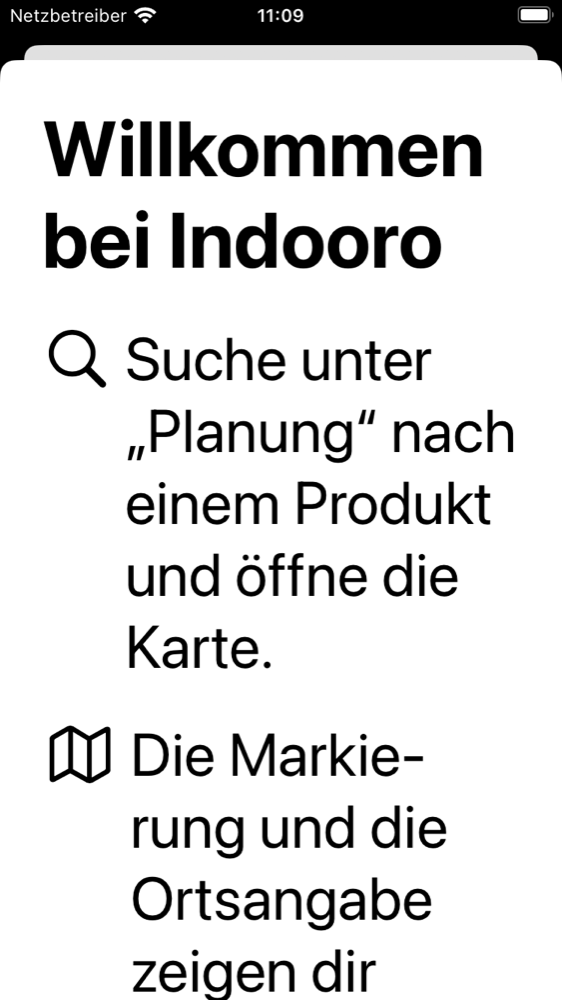 Netzbetreiber 11:09
Willkommen
bei Indooro
Suche unter
„Planung“ nach
einem Produkt
und öffne die
Karte.
Die Markie-
rung und die
Ortsangabe
zeigen dir